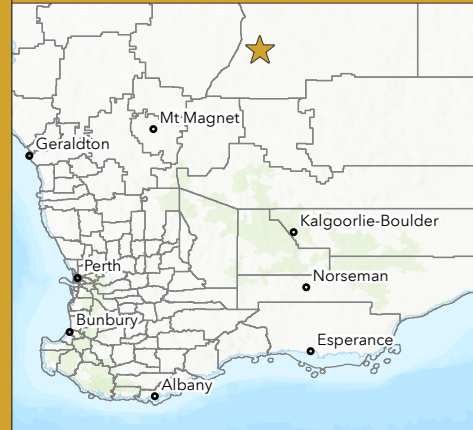 Mt Magnet
Geraldton
Kalgoorlie-Boulder
Perth
Norseman
Bunbury
Esperance
Albany